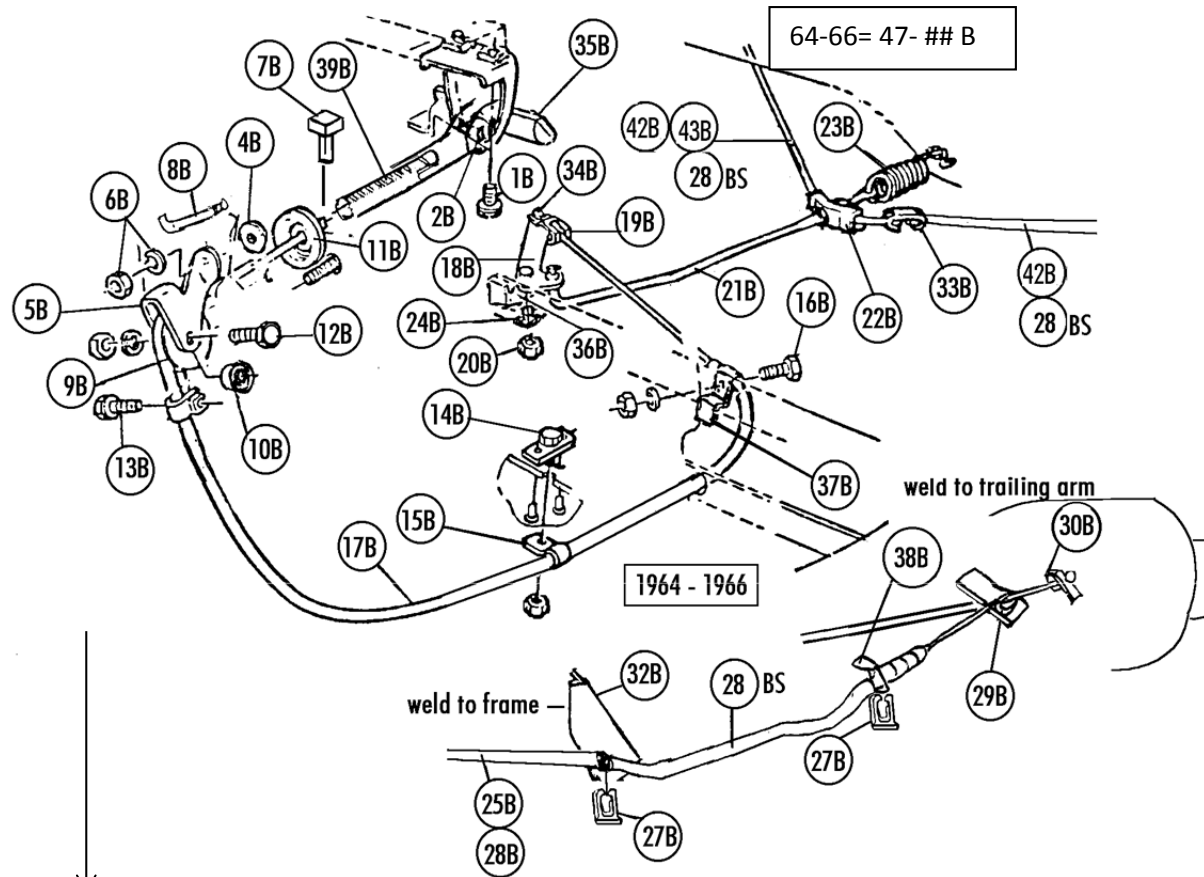 64-66= 47- ## B
7B
39B
35B
4B
8B
42B
43B
23B
28 BS
6B
34B
1B
2B
19B
11B
18B
21B
22B
33B
42B
5B
12B
24B
16B
28 BS
36B
20B
9B
14B
10B
13B
37B
weld to trailing arm
15B
30B
17B
1964 - 1966
38B
32B
28 BS
29B
weld to frame
27B
25B
27B
28B